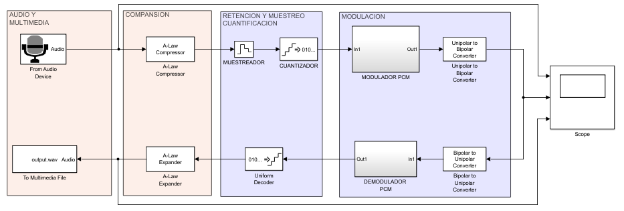 AUDIO Y
MULTIMEDIA
COMPANSION
RETENCION Y MUESTREO
CUANTIFICACION
MODULACION
Audio
From Audio
Device
A-Law
Compressor
A-Law
Compressor
MUESTREADOR
010...
CUANTIZADOR
In1
Out1
MODULADOR PCM
Unipolar to
Bipolar
Converter
Unipolar to
Bipolar
Converter
Scope
output.wav Audio
To Multimedia File
A-Law
Expander
A-Law
Expander
010...
Uniform
Decoder
Out1
In1
DEMODULADOR
PCM
Bipolar to
Unipolar
Converter
Bipolar to
Unipolar
Converter